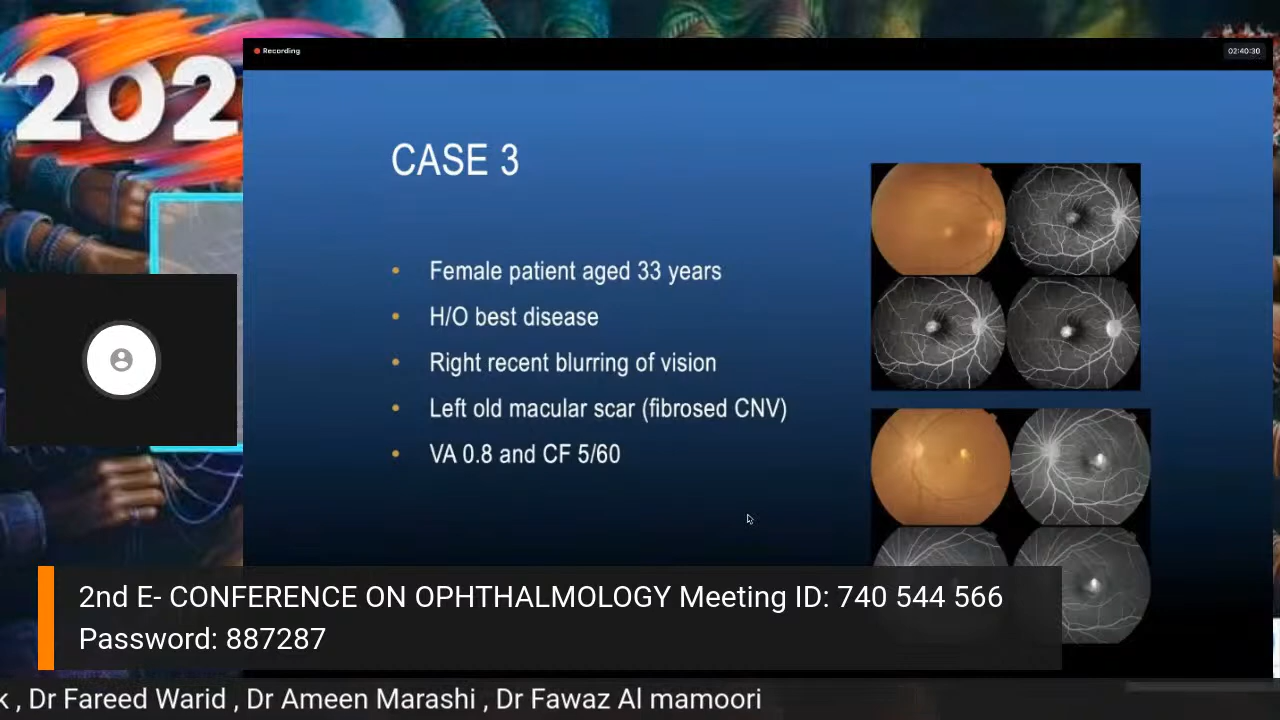 Recording
02:40:30
202
CASE 3
• Female patient aged 33 years
• H/O best disease
• Right recent blurring of vision
• Left old macular scar (fibrosed CNV)
• VA 0.8 and CF 5/60
2nd E- CONFERENCE ON OPHTHALMOLOGY Meeting ID: 740 544 566
Password: 887287
k , Dr Fareed Warid , Dr Ameen Marashi , Dr Fawaz Al mamoori